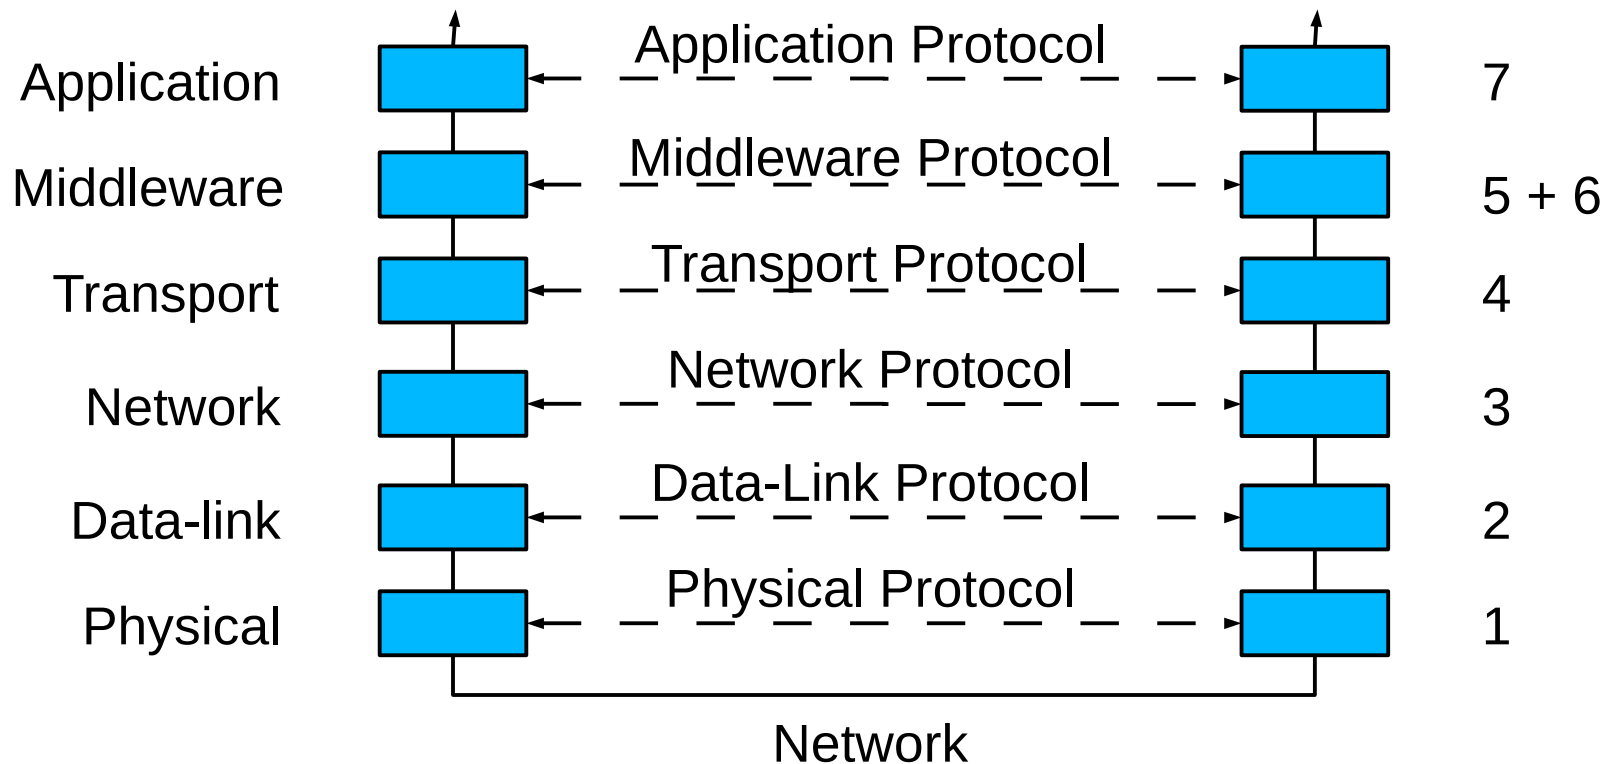 Application Application Protocol 7
Middleware Middleware Protocol 5 + 6
Transport Transport Protocol 4
Network Network Protocol 3
Data-link Data-Link Protocol 2
Physical Physical Protocol 1
Network